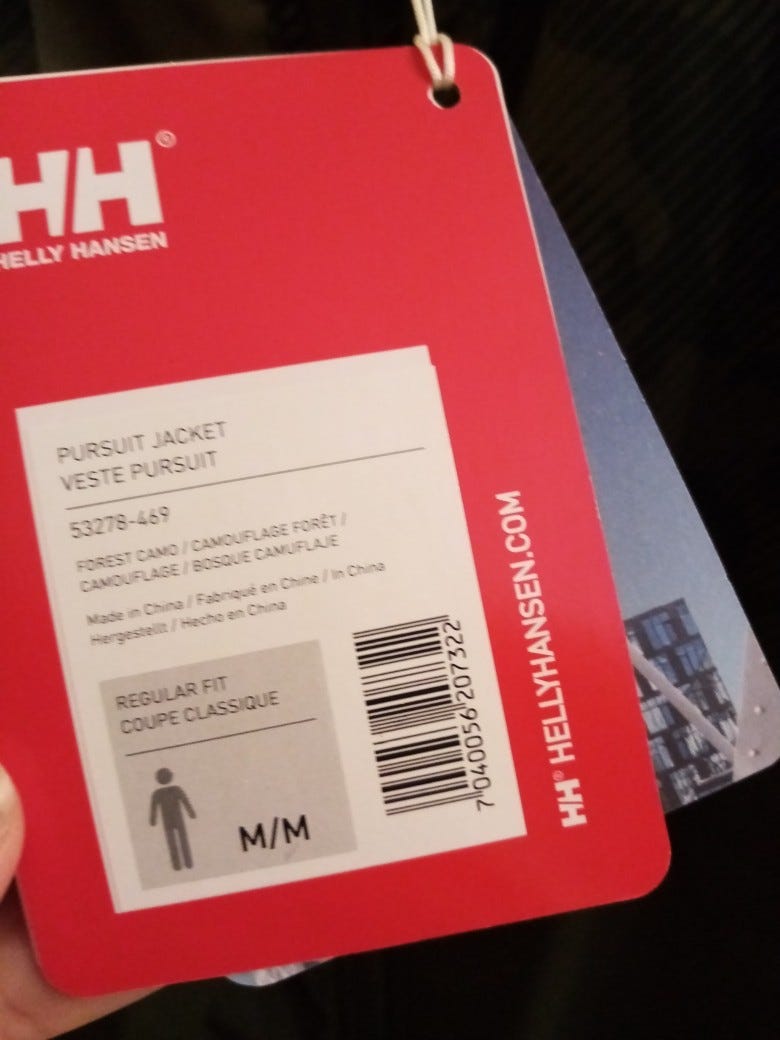 HH®
HELLY HANSEN
PURSUIT JACKET
VESTE PURSUIT
53278-469
FOREST CAMO / CAMOUFLAGE FORÊT /
CAMOUFLAGE / BOSQUE CAMUFLAJE
Made in China / Fabriqué en Chine / In China
Hergestellt / Hecho en China
REGULAR FIT
COUPE CLASSIQUE
M/M
7040056207322
HH® HELLYHANSEN.COM